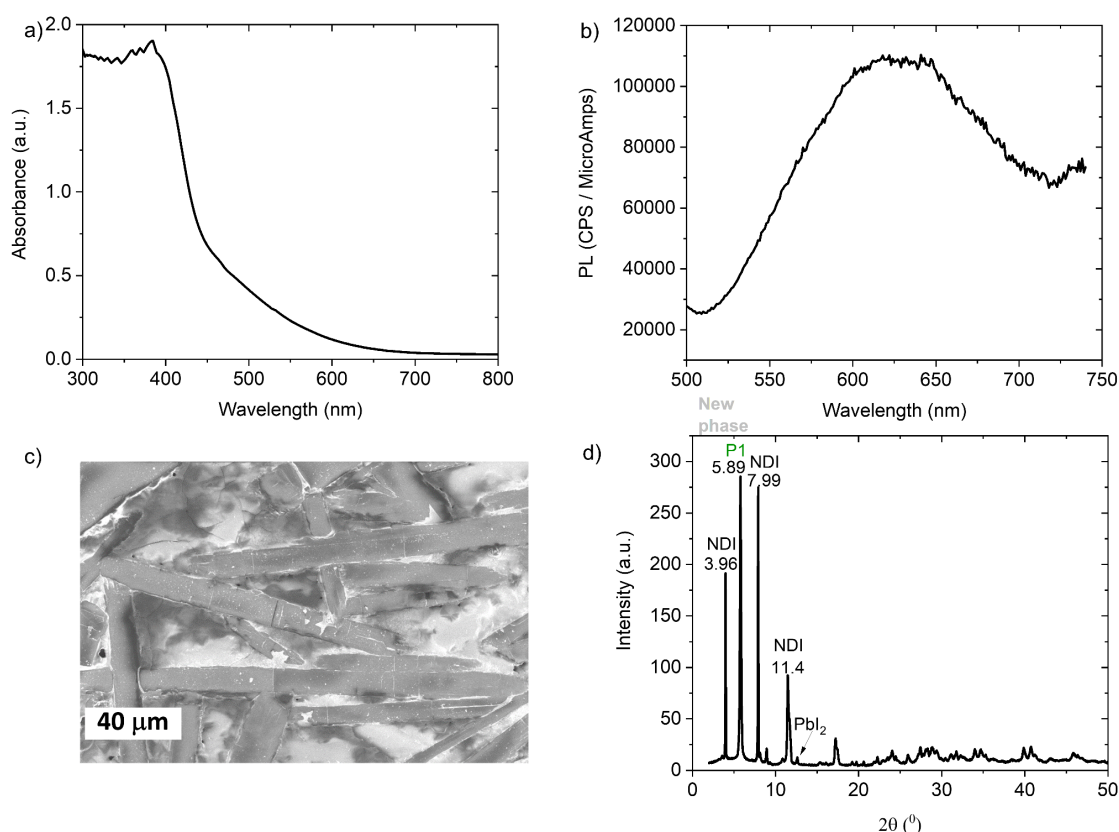 a)
2.0
1.5
1.0
0.5
0.0
Absorbance (a.u.)
300 400 500 600 700 800
Wavelength (nm)
b)
120000
100000
80000
60000
40000
20000
PL (CPS / MicroAmps)
500 550 600 650 700 750
Wavelength (nm)
c)
40 μm
d)
New
phase
P1
5.89
NDI
7.99
NDI
3.96
NDI
11.4
PbI₂
300
250
200
150
100
50
0
Intensity (a.u.)
0 10 20 30 40 50
2θ (⁰)